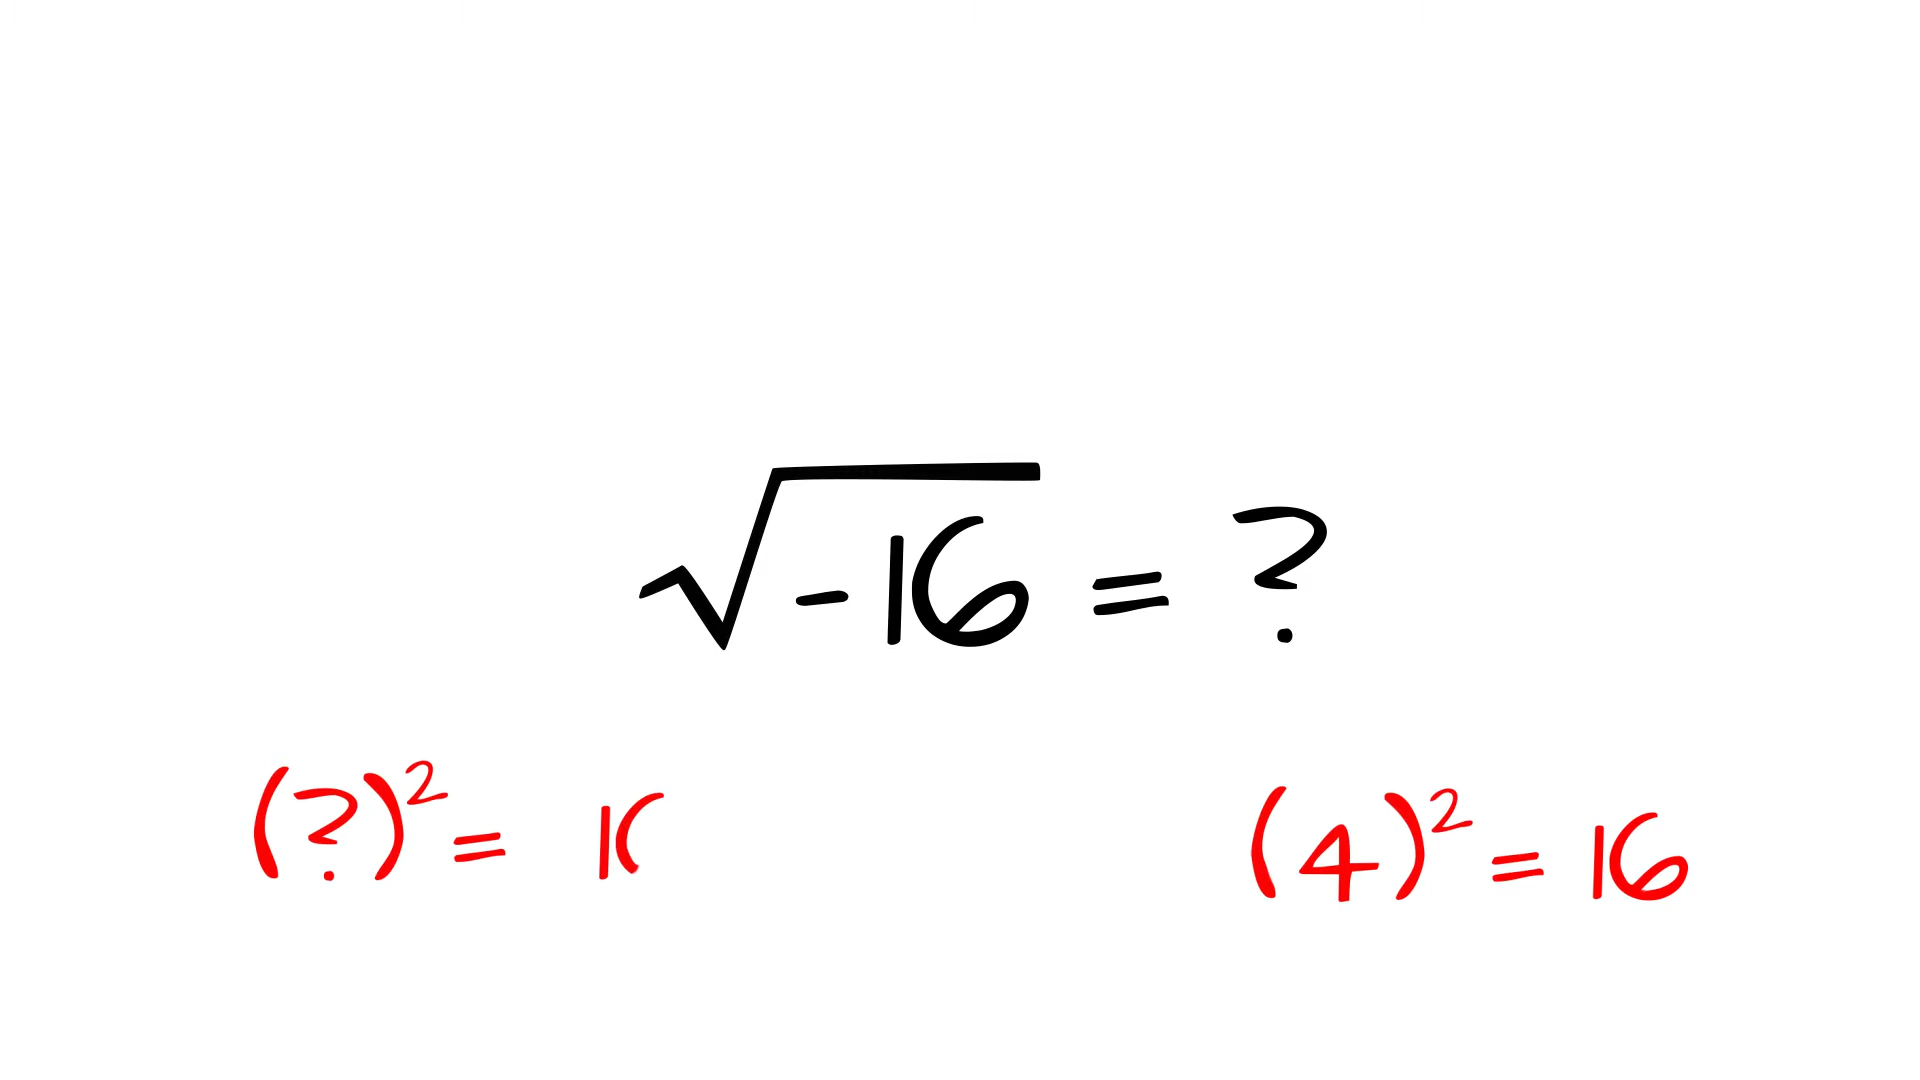 √-16 = ?
(?)² = 1
(4)² = 16